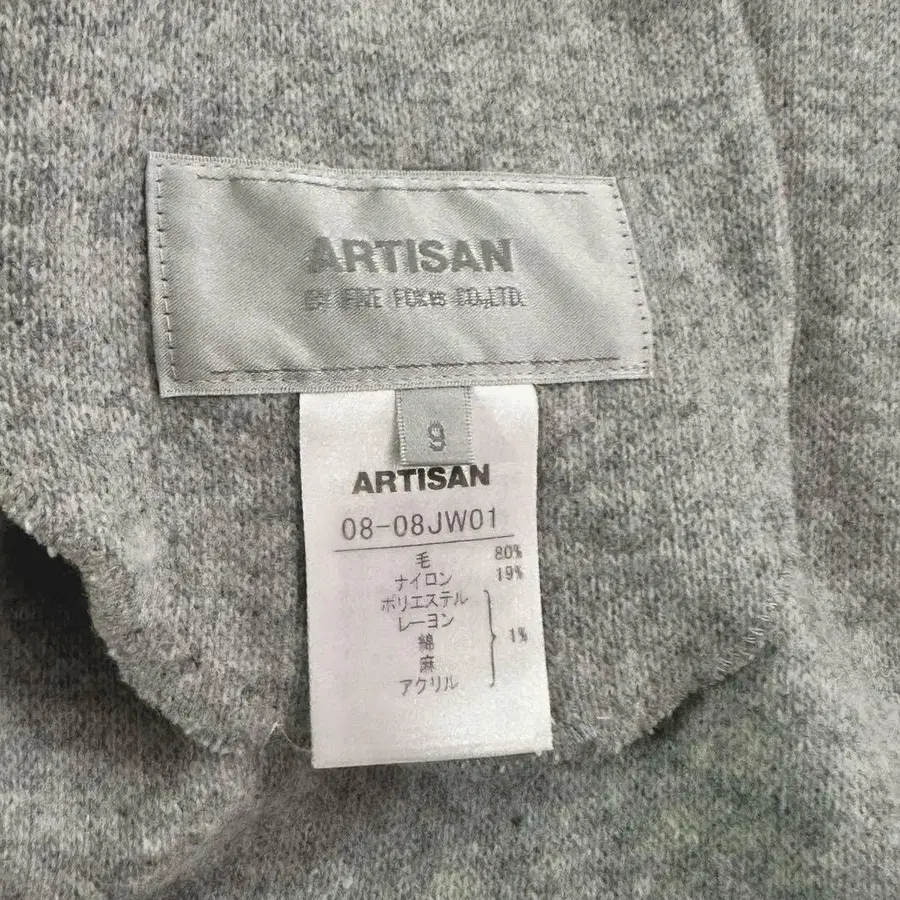 ARTISAN
BY FIVE FOXes CO.,LTD.
9
ARTISAN
08-08JW01
毛 80%
ナイロン 19%
ポリエステル
レーヨン
綿 1%
麻
アクリル